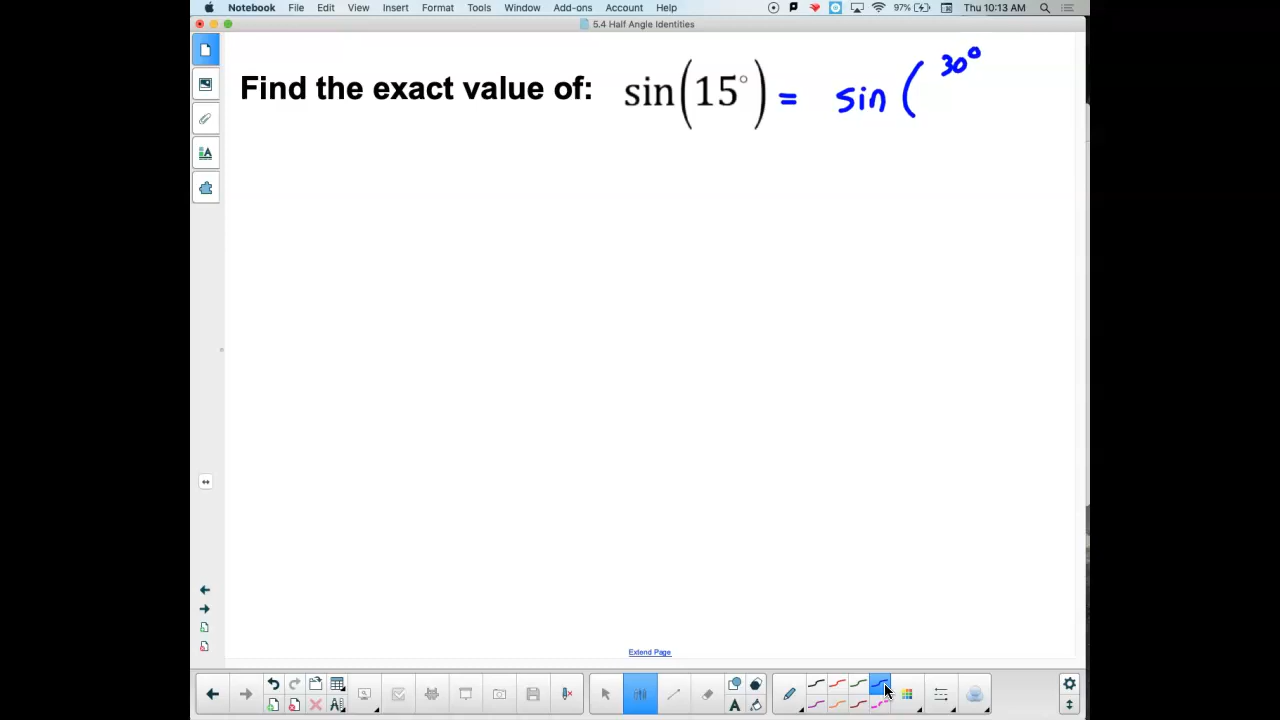 Notebook File Edit View Insert Format Tools Window Add-ons Account Help 97% Thu 10:13 AM
5.4 Half Angle Identities
Find the exact value of: sin(15°) = sin ( 30°
Extend Page